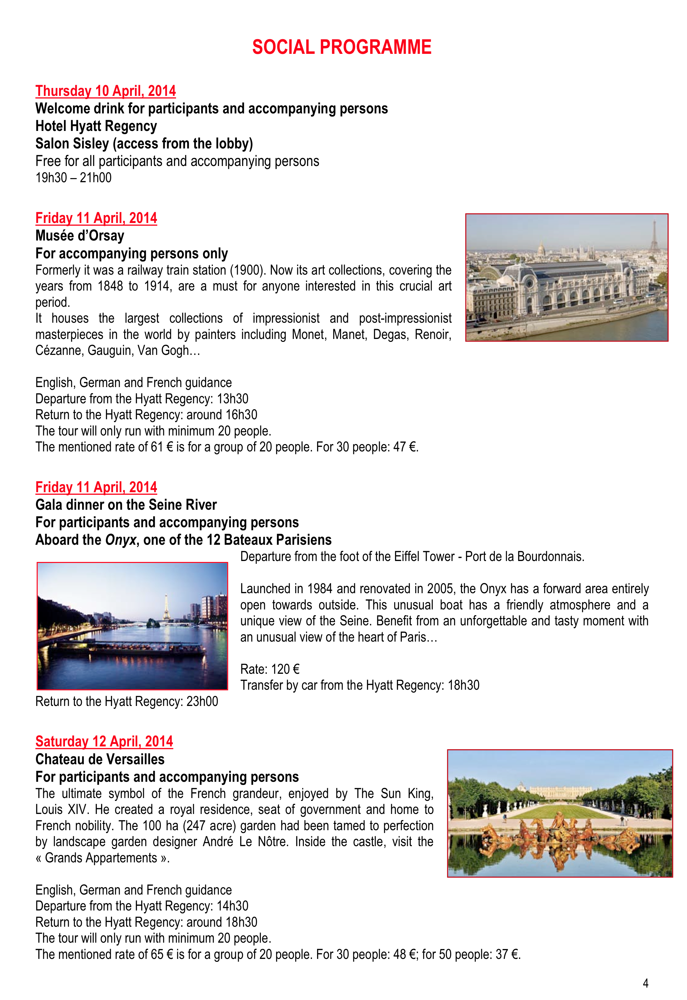 SOCIAL PROGRAMME
Thursday 10 April, 2014
Welcome drink for participants and accompanying persons
Hotel Hyatt Regency
Salon Sisley (access from the lobby)
Free for all participants and accompanying persons
19h30 – 21h00
Friday 11 April, 2014
Musée d’Orsay
For accompanying persons only
Formerly it was a railway train station (1900). Now its art collections, covering the
years from 1848 to 1914, are a must for anyone interested in this crucial art
period.
It houses the largest collections of impressionist and post-impressionist
masterpieces in the world by painters including Monet, Manet, Degas, Renoir,
Cézanne, Gauguin, Van Gogh…
English, German and French guidance
Departure from the Hyatt Regency: 13h30
Return to the Hyatt Regency: around 16h30
The tour will only run with minimum 20 people.
The mentioned rate of 61 € is for a group of 20 people. For 30 people: 47 €.
Friday 11 April, 2014
Gala dinner on the Seine River
For participants and accompanying persons
Aboard the Onyx, one of the 12 Bateaux Parisiens
Departure from the foot of the Eiffel Tower - Port de la Bourdonnais.
Launched in 1984 and renovated in 2005, the Onyx has a forward area entirely
open towards outside. This unusual boat has a friendly atmosphere and a
unique view of the Seine. Benefit from an unforgettable and tasty moment with
an unusual view of the heart of Paris…
Rate: 120 €
Transfer by car from the Hyatt Regency: 18h30
Return to the Hyatt Regency: 23h00
Saturday 12 April, 2014
Chateau de Versailles
For participants and accompanying persons
The ultimate symbol of the French grandeur, enjoyed by The Sun King,
Louis XIV. He created a royal residence, seat of government and home to
French nobility. The 100 ha (247 acre) garden had been tamed to perfection
by landscape garden designer André Le Nôtre. Inside the castle, visit the
« Grands Appartements ».
English, German and French guidance
Departure from the Hyatt Regency: 14h30
Return to the Hyatt Regency: around 18h30
The tour will only run with minimum 20 people.
The mentioned rate of 65 € is for a group of 20 people. For 30 people: 48 €; for 50 people: 37 €.
4